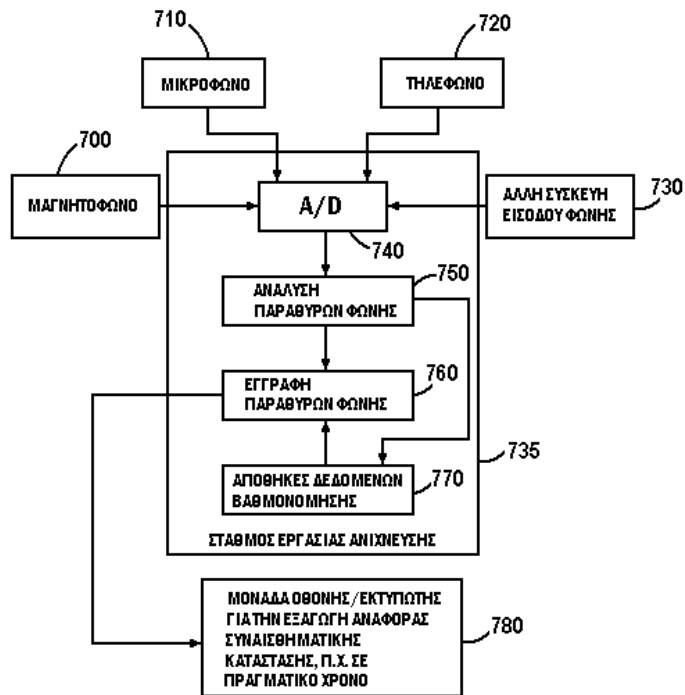 710
720
ΜΙΚΡΟΦΩΝΟ
ΤΗΛΕΦΩΝΟ
700
ΜΑΓΝΗΤΟΦΩΝΟ
A/D
ΑΛΛΗ ΣΥΣΚΕΥΗ
ΕΙΣΟΔΟΥ ΦΩΝΗΣ
730
740
ΑΝΑΛΥΣΗ
ΠΑΡΑΘΥΡΩΝ ΦΩΝΗΣ
750
ΕΓΓΡΑΦΗ
ΠΑΡΑΘΥΡΩΝ ΦΩΝΗΣ
760
735
ΑΠΟΘΗΚΕΣ ΔΕΔΟΜΕΝΩΝ
ΒΑΘΜΟΝΟΜΗΣΗΣ
770
ΣΤΑΘΜΟΣ ΕΡΓΑΣΙΑΣ ΑΝΙΧΝΕΥΣΗΣ
ΜΟΝΑΔΑ ΟΘΟΝΗΣ/ΕΚΤΥΠΩΤΗΣ
ΓΙΑ ΤΗΝ ΕΞΑΓΩΓΗ ΑΝΑΦΟΡΑΣ
ΣΥΝΑΙΣΘΗΜΑΤΙΚΗΣ
ΚΑΤΑΣΤΑΣΗΣ, Π.Χ. ΣΕ
ΠΡΑΓΜΑΤΙΚΟ ΧΡΟΝΟ
780